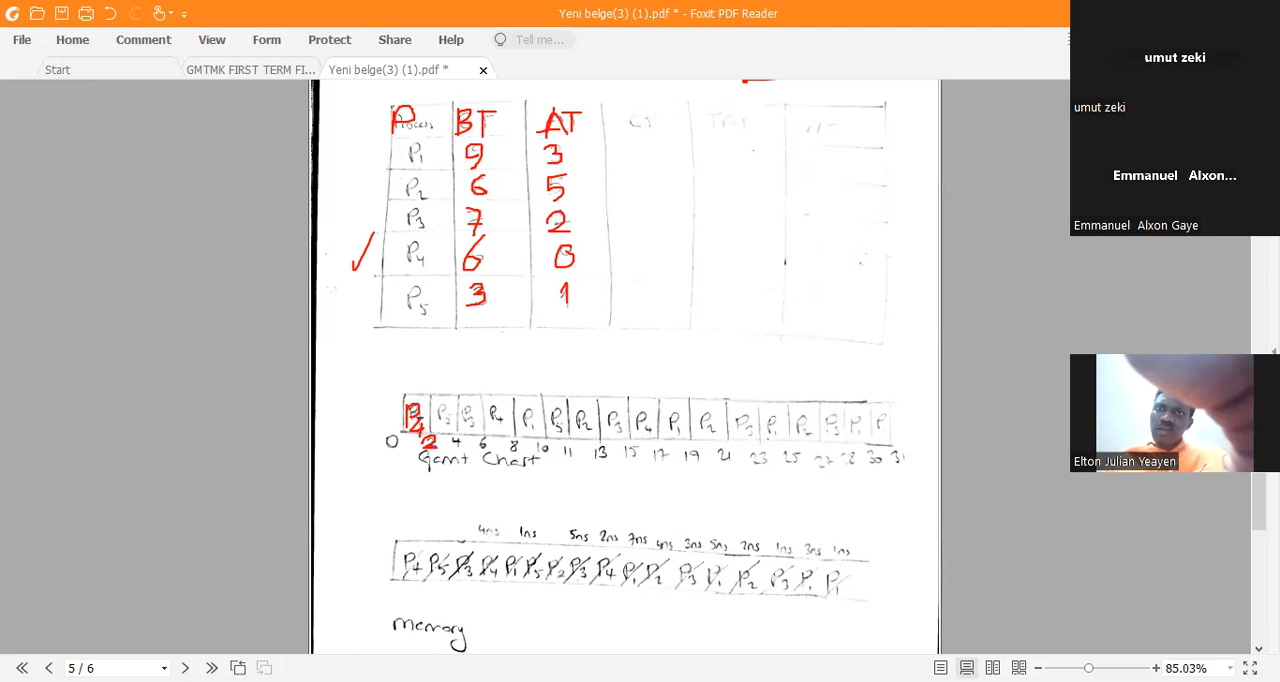 Yeni belge(3) (1).pdf * - Foxit PDF Reader
File Home Comment View Form Protect Share Help Tell me...
Start GMTMK FIRST TERM FI... Yeni belge(3) (1).pdf *
umut zeki
umut zeki
Emmanuel Alxon...
Emmanuel Alxon Gaye
Elton Julian Yeayen
P BT AT CT TAT WT
P1 9 3
P2 6 5
P3 7 2
P4 6 0
P5 3 1
P4 P5 P3 P4 P1 P5 P2 P3 P4 P1 P2 P3 P1 P2 P3 P1 P
0 2 4 6 8 10 11 13 15 17 19 21 23 25 27 28 30 31
Gannt Chart
4ns 1ns 5ns 2ns 7ns 4ns 3ns 5ns 2ns 1ns 3ns 1ns
P4 P5 P3 P4 P1 P5 P2 P3 P4 P1 P2 P3 P1 P2 P3 P1 P1
memory
5 / 6
85.03%